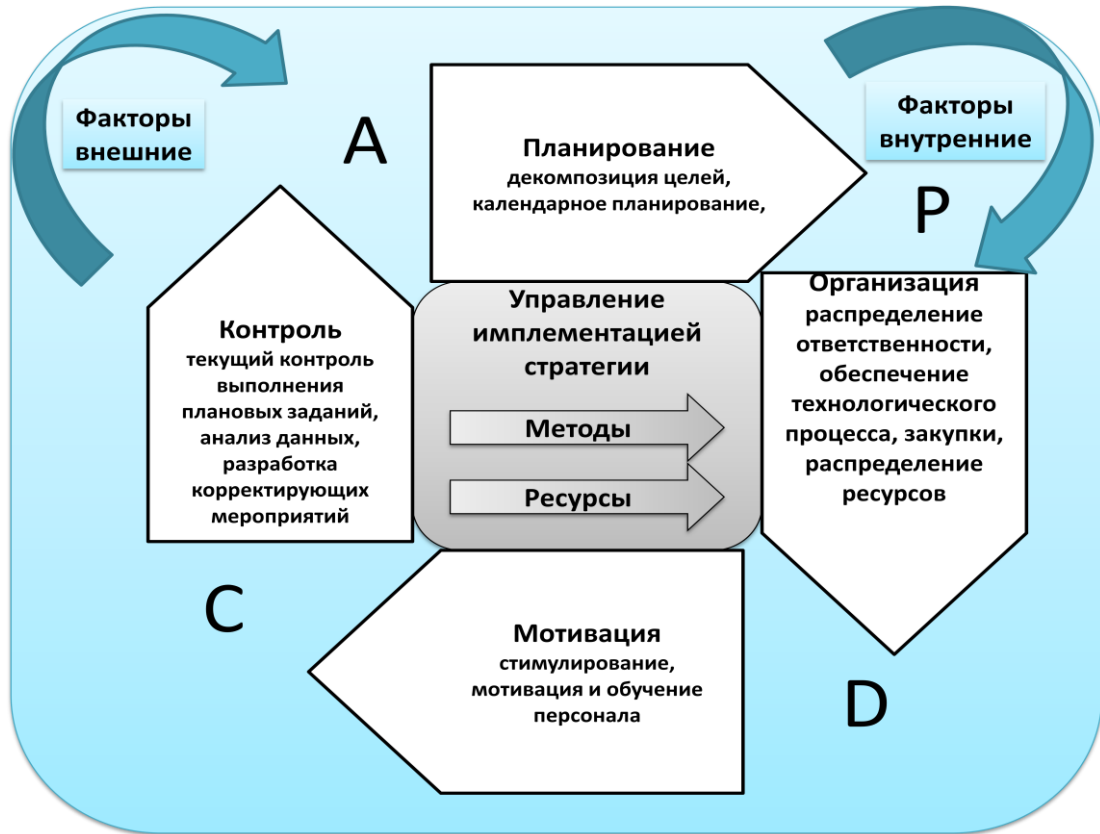 Факторы
внешние
A
Планирование
декомпозиция целей,
календарное планирование,
Факторы
внутренние
P
Контроль
текущий контроль
выполнения
плановых заданий,
анализ данных,
разработка
корректирующих
мероприятий
Управление
имплементацией
стратегии
Методы
Ресурсы
Организация
распределение
ответственности,
обеспечение
технологического
процесса, закупки,
распределение
ресурсов
C
Мотивация
стимулирование,
мотивация и обучение
персонала
D